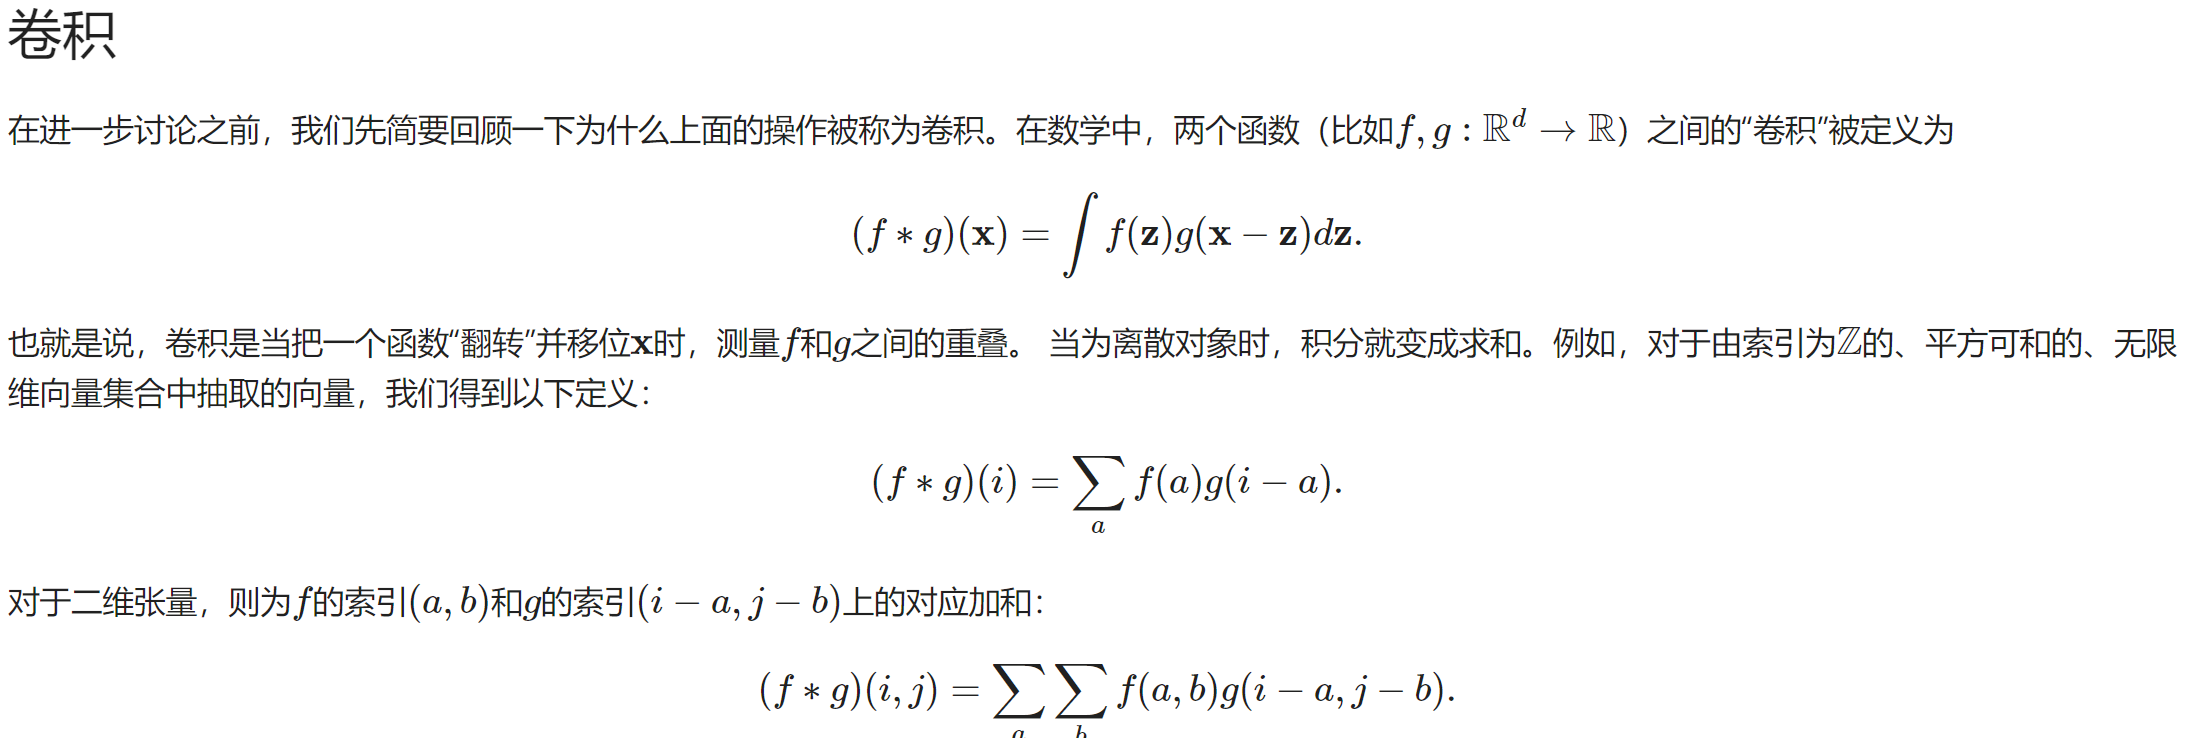 卷积
在进一步讨论之前，我们先简要回顾一下为什么上面的操作被称为卷积。在数学中，两个函数（比如$f, g: \mathbb{R}^d \to \mathbb{R}$）之间的“卷积”被定义为
$$(f * g)(\mathbf{x}) = \int f(\mathbf{z}) g(\mathbf{x}-\mathbf{z}) d\mathbf{z}.$$
也就是说，卷积是当把一个函数“翻转”并移位$\mathbf{x}$时，测量$f$和$g$之间的重叠。 当为离散对象时，积分就变成求和。例如，对于由索引为$\mathbb{Z}$的、平方可和的、无限
维向量集合中抽取的向量，我们得到以下定义：
$$(f * g)(i) = \sum_a f(a) g(i-a).$$
对于二维张量，则为$f$的索引$(a, b)$和$g$的索引$(i-a, j-b)$上的对应加和：
$$(f * g)(i, j) = \sum_a\sum_b f(a, b) g(i-a, j-b).$$